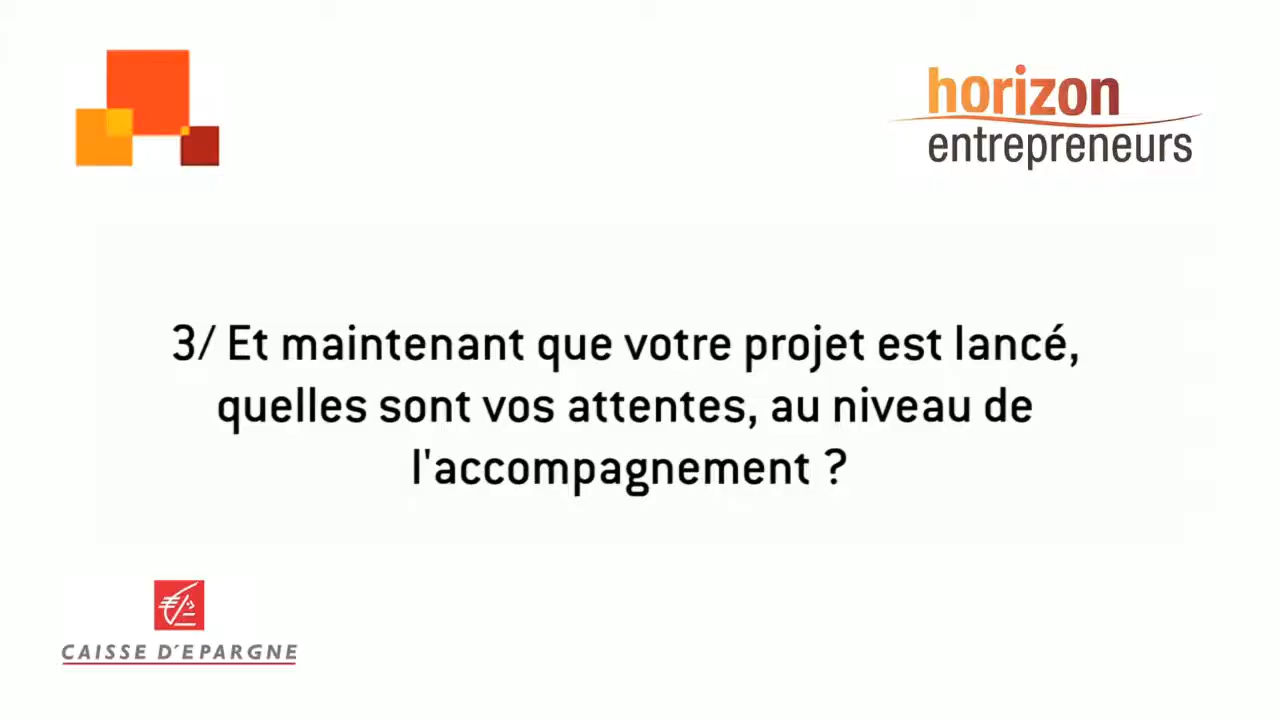 horizon
entrepreneurs
3/ Et maintenant que votre projet est lancé,
quelles sont vos attentes, au niveau de
l'accompagnement ?
CAISSE D'EPARGNE